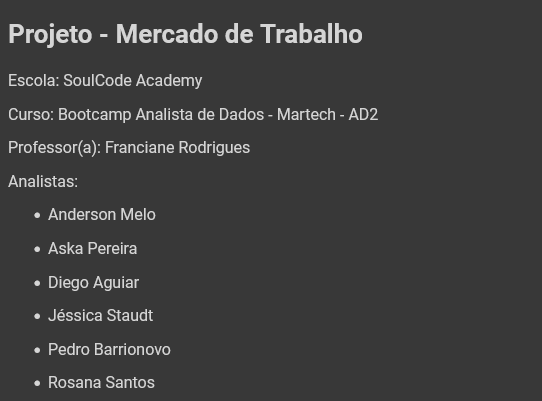 Projeto - Mercado de Trabalho
Escola: SoulCode Academy
Curso: Bootcamp Analista de Dados - Martech - AD2
Professor(a): Franciane Rodrigues
Analistas:
• Anderson Melo
• Aska Pereira
• Diego Aguiar
• Jéssica Staudt
• Pedro Barrionovo
• Rosana Santos